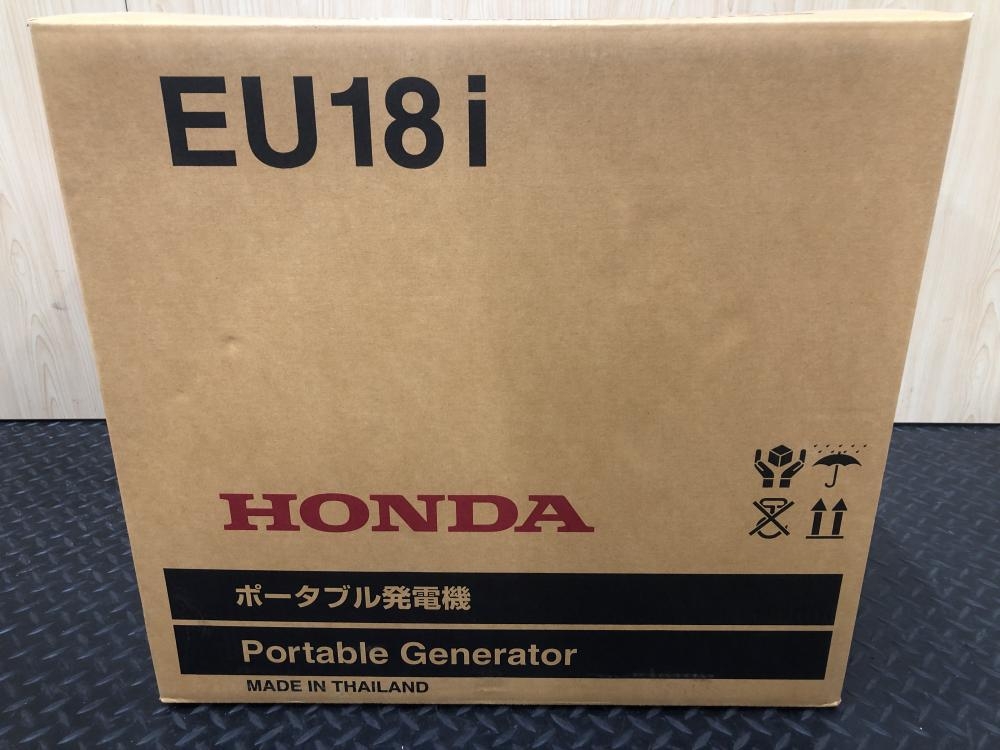 EU18i
HONDA
ポータブル発電機
Portable Generator
MADE IN THAILAND